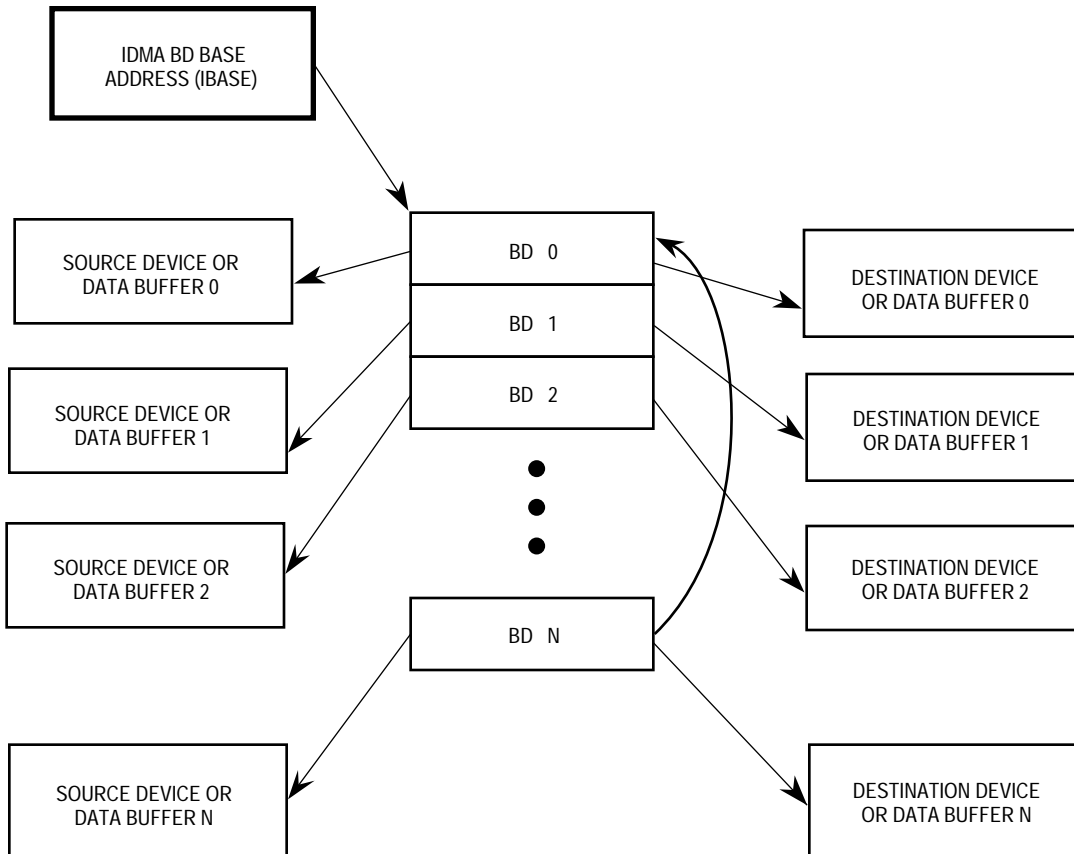 IDMA BD BASE
ADDRESS (IBASE)
BD 0
SOURCE DEVICE OR
DATA BUFFER 0
DESTINATION DEVICE
OR DATA BUFFER 0
BD 1
SOURCE DEVICE OR
DATA BUFFER 1
DESTINATION DEVICE
OR DATA BUFFER 1
BD 2
SOURCE DEVICE OR
DATA BUFFER 2
DESTINATION DEVICE
OR DATA BUFFER 2
BD N
SOURCE DEVICE OR
DATA BUFFER N
DESTINATION DEVICE
OR DATA BUFFER N